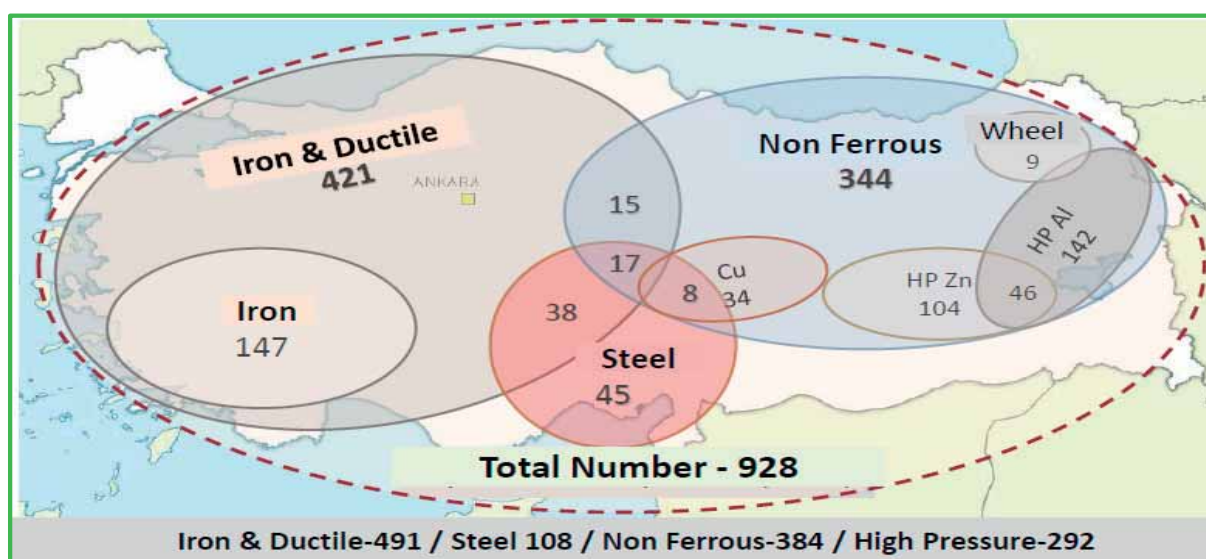 Iron & Ductile
421
ANKARA
Iron
147
15
17
38
8
Steel
45
Non Ferrous
344
Wheel
9
Cu
34
HP Zn
104
46
HP Al
142
Total Number - 928
Iron & Ductile-491 / Steel 108 / Non Ferrous-384 / High Pressure-292